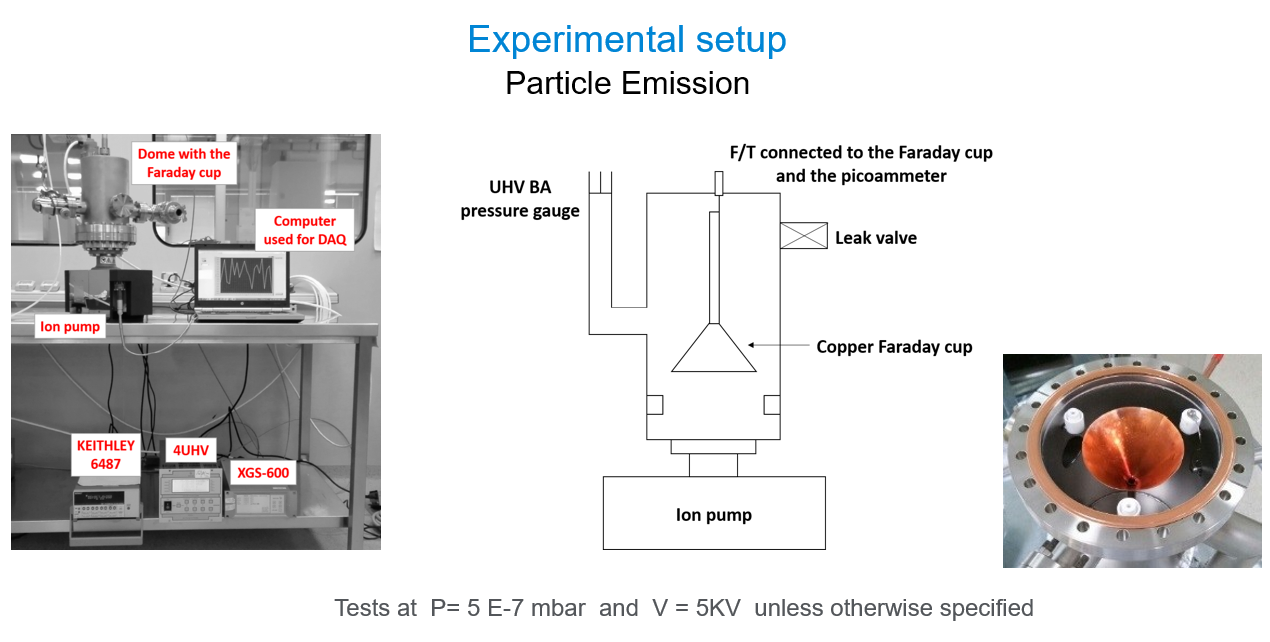 Experimental setup
Particle Emission
Dome with the
Faraday cup
Computer
used for DAQ
Ion pump
KEITHLEY
6487
4UHV
XGS-600
F/T connected to the Faraday cup
and the picoammeter
UHV BA
pressure gauge
Leak valve
Copper Faraday cup
Ion pump
Tests at P= 5 E-7 mbar and V = 5KV unless otherwise specified